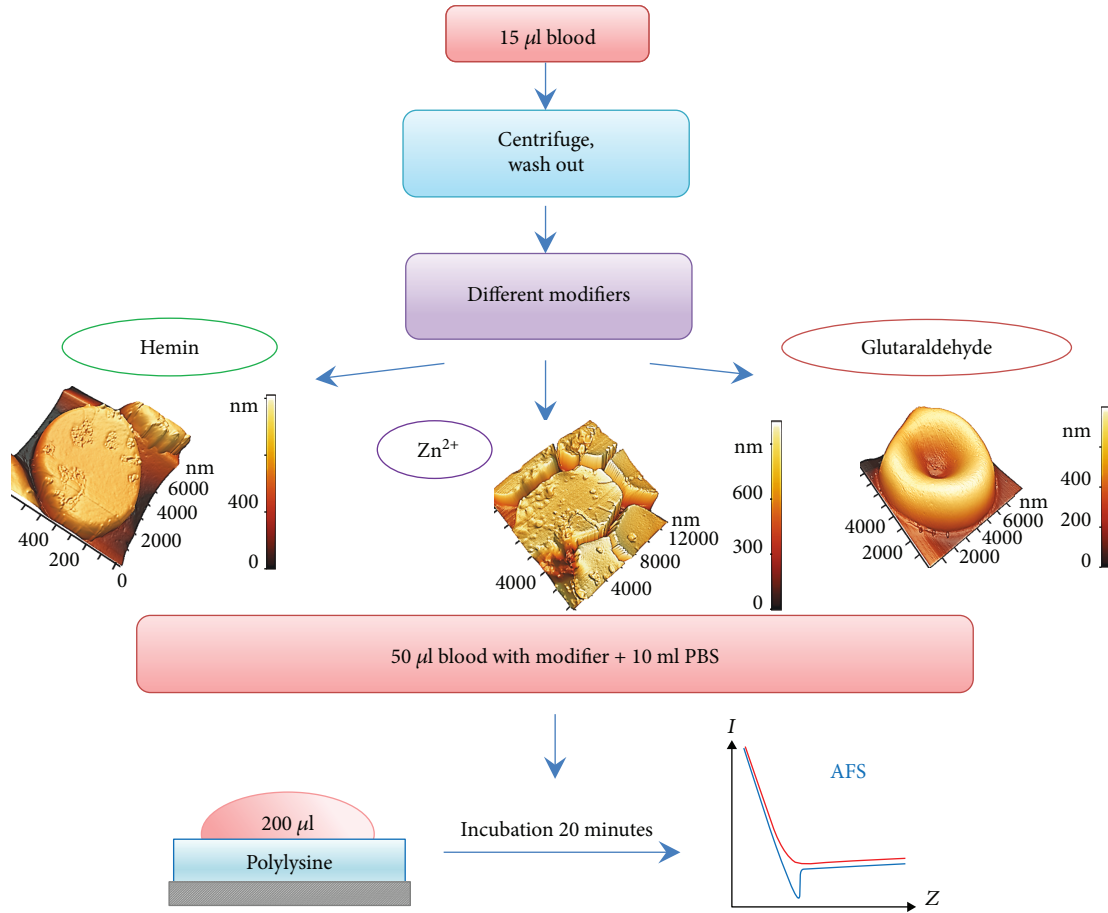 15 μl blood
Centrifuge,
wash out
Different modifiers
Hemin
Glutaraldehyde
Zn²⁺
nm
400
0
nm
6000
4000
2000
0
200
400
nm
600
300
0
nm
12000
8000
4000
4000
nm
400
200
0
nm
6000
4000
2000
4000
2000
50 μl blood with modifier + 10 ml PBS
200 μl
Polylysine
Incubation 20 minutes
I
AFS
Z